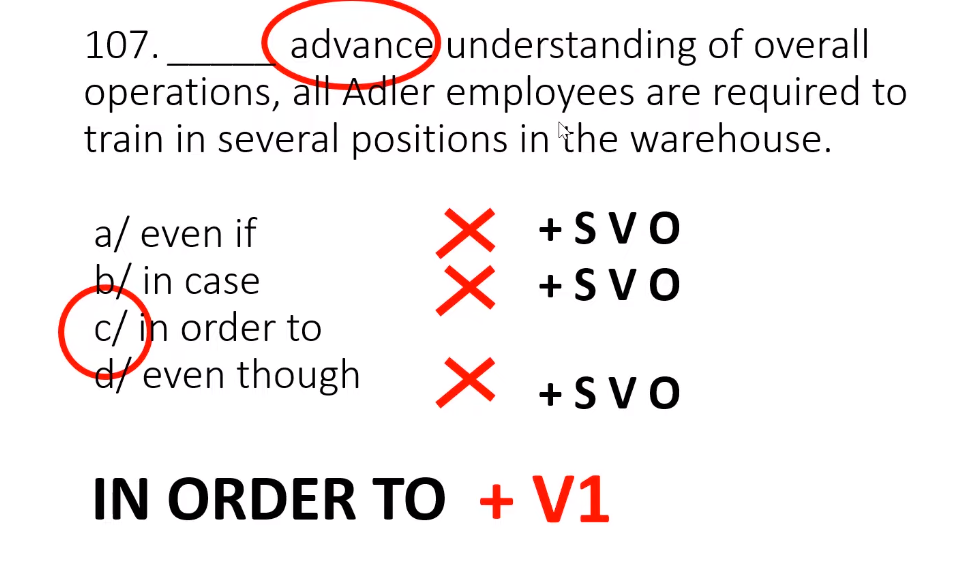 107. _____ advance understanding of overall
operations, all Adler employees are required to
train in several positions in the warehouse.
a/ even if + S V O
b/ in case + S V O
c/ in order to
d/ even though + S V O
IN ORDER TO + V1